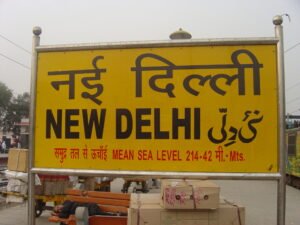 नई दिल्ली
NEW DELHI نئی دہلی
समुद्र तल से ऊंचाई MEAN SEA LEVEL 214-42 मी.-Mts.